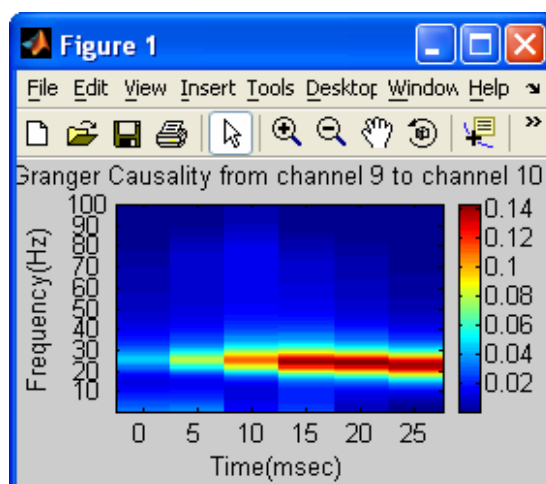 Figure 1
File Edit View Insert Tools Desktop Window Help
Granger Causality from channel 9 to channel 10
Frequency(Hz)
100
90
80
70
60
50
40
30
20
10
0 5 10 15 20 25
Time(msec)
0.14
0.12
0.1
0.08
0.06
0.04
0.02